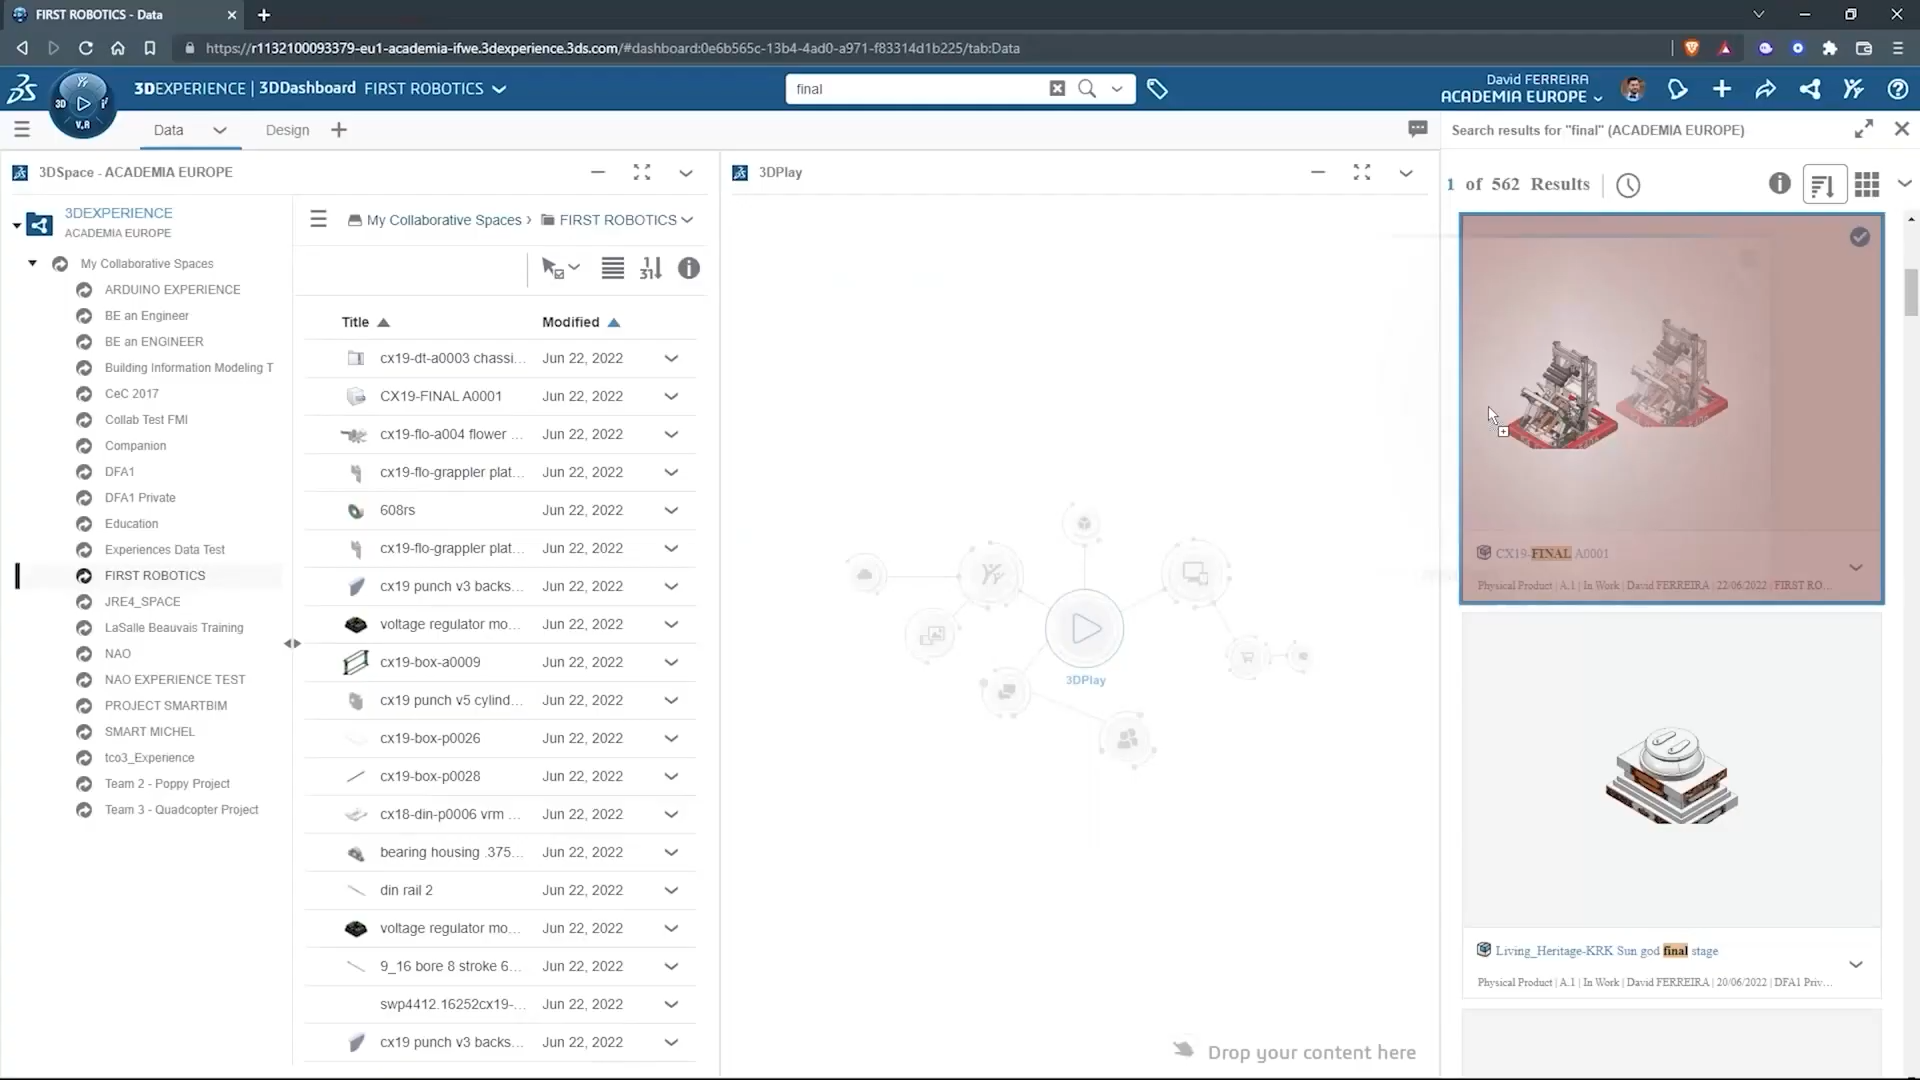 FIRST ROBOTICS - Data
https://r1132100093379-eu1-academia-ifwe.3dexperience.3ds.com/#dashboard:0e6b565c-13b4-4ad0-a971-f83314d1b225/tab:Data
3D
V.R
3DEXPERIENCE | 3DDashboard FIRST ROBOTICS
final
David FERREIRA
ACADEMIA EUROPE
Data
Design
Search results for "final" (ACADEMIA EUROPE)
3DSpace - ACADEMIA EUROPE
3DPlay
1 of 562 Results
3DEXPERIENCE
ACADEMIA EUROPE
My Collaborative Spaces
ARDUINO EXPERIENCE
BE an Engineer
BE an ENGINEER
Building Information Modeling T
CeC 2017
Collab Test FMI
Companion
DFA1
DFA1 Private
Education
Experiences Data Test
FIRST ROBOTICS
JRE4_SPACE
LaSalle Beauvais Training
NAO
NAO EXPERIENCE TEST
PROJECT SMARTBIM
SMART MICHEL
tco3_Experience
Team 2 - Poppy Project
Team 3 - Quadcopter Project
My Collaborative Spaces › FIRST ROBOTICS
Title Modified
cx19-dt-a0003 chassi... Jun 22, 2022
CX19-FINAL A0001 Jun 22, 2022
cx19-flo-a004 flower ... Jun 22, 2022
cx19-flo-grappler plat... Jun 22, 2022
608rs Jun 22, 2022
cx19-flo-grappler plat... Jun 22, 2022
cx19 punch v3 backs... Jun 22, 2022
voltage regulator mo... Jun 22, 2022
cx19-box-a0009 Jun 22, 2022
cx19 punch v5 cylind... Jun 22, 2022
cx19-box-p0026 Jun 22, 2022
cx19-box-p0028 Jun 22, 2022
cx18-din-p0006 vrm ... Jun 22, 2022
bearing housing .375... Jun 22, 2022
din rail 2 Jun 22, 2022
voltage regulator mo... Jun 22, 2022
9_16 bore 8 stroke 6... Jun 22, 2022
swp4412.16252cx19-... Jun 22, 2022
cx19 punch v3 backs... Jun 22, 2022
3DPlay
Drop your content here
CX19-FINAL A0001
Physical Product | A.1 | In Work | David FERREIRA | 22/06/2022 | FIRST RO...
Living_Heritage-KRK Sun god final stage
Physical Product | A.1 | In Work | David FERREIRA | 20/06/2022 | DFA1 Priv...